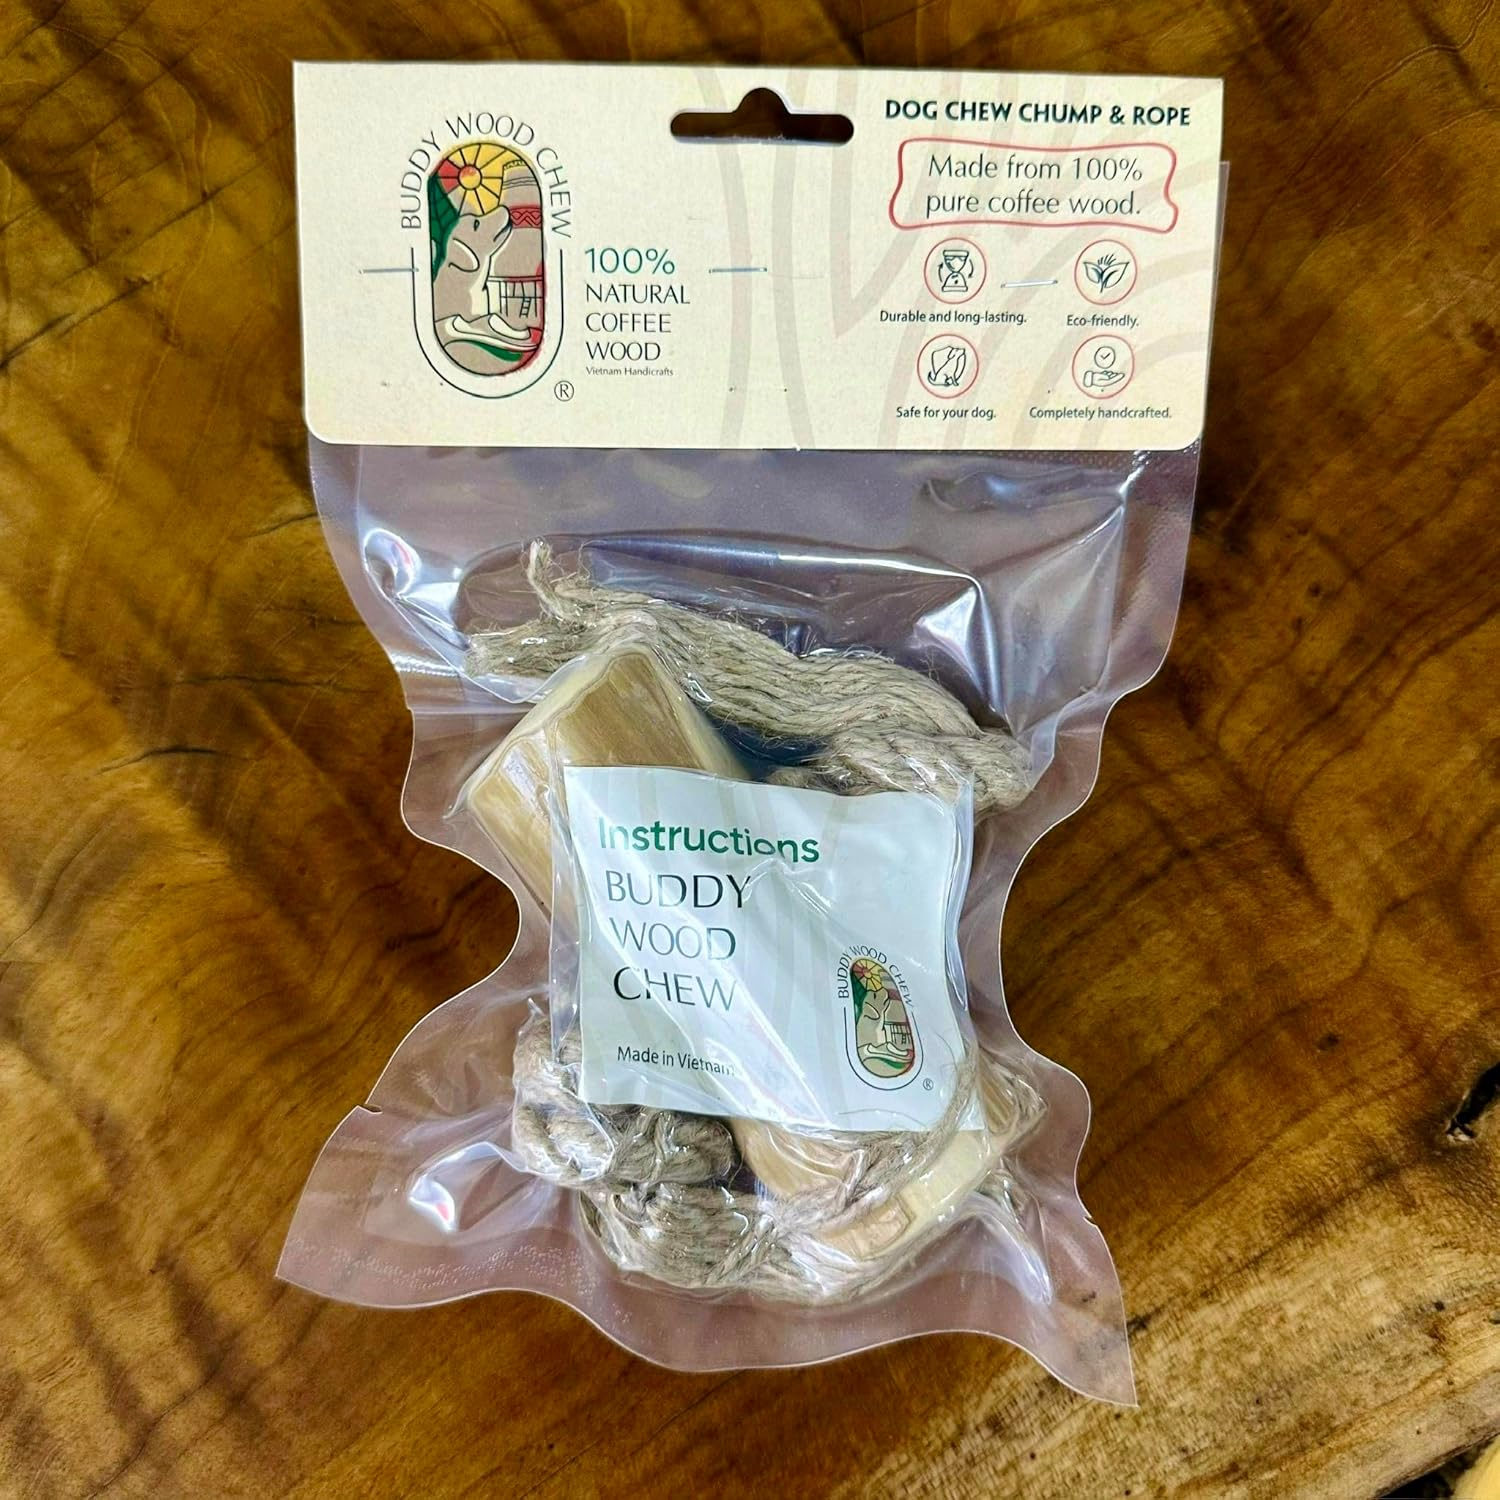 BUDDY WOOD CHEW
®
100%
NATURAL
COFFEE
WOOD
Vietnam Handicrafts
DOG CHEW CHUMP & ROPE
Made from 100%
pure coffee wood.
Durable and long-lasting.
Eco-friendly.
Safe for your dog.
Completely handcrafted.
Instructions
BUDDY
WOOD
CHEW
Made in Vietnam
BUDDY WOOD CHEW
®